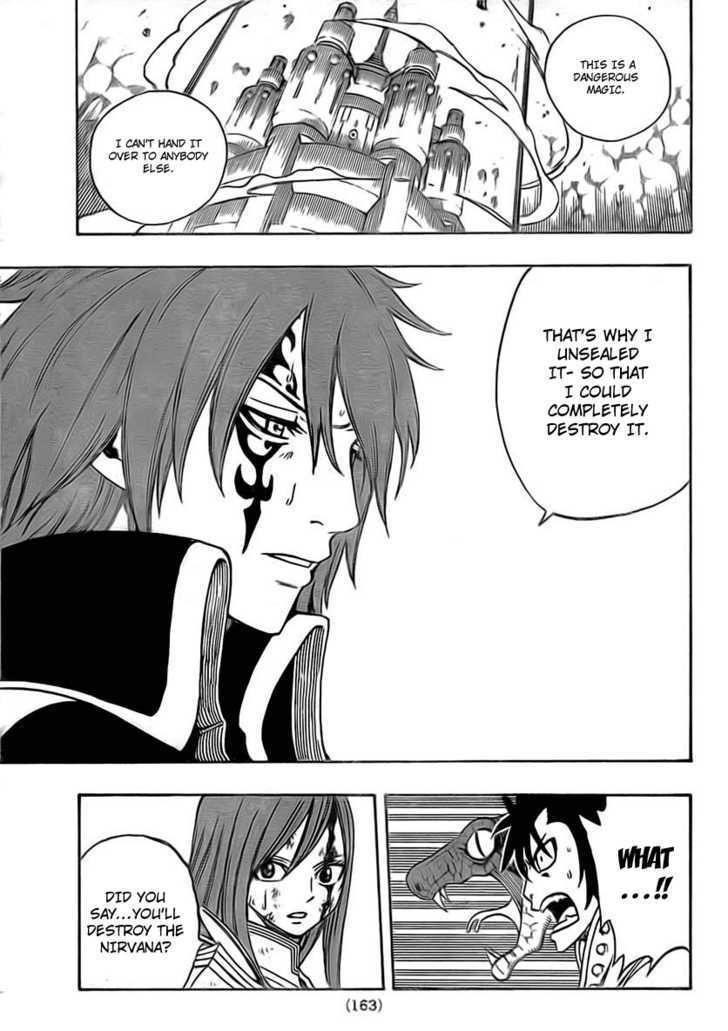 THIS IS A
DANGEROUS
MAGIC.
I CAN'T HAND IT
OVER TO ANYBODY
ELSE.
THAT'S WHY I
UNSEALED
IT- SO THAT
I COULD
COMPLETELY
DESTROY IT.
WHAT
...!!
DID YOU
SAY...YOU'LL
DESTROY THE
NIRVANA?
(163)